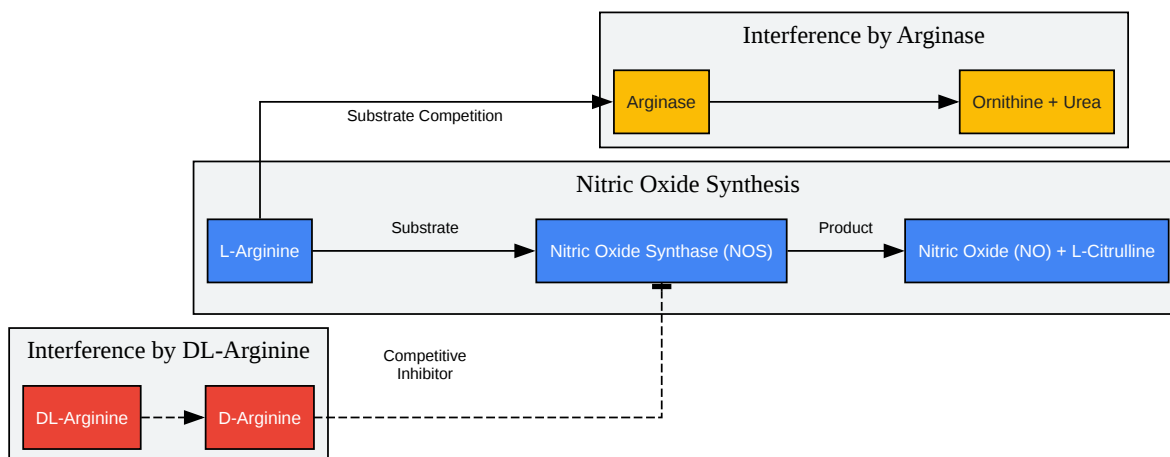 Interference by Arginase
Arginase
Ornithine + Urea
Substrate Competition
Nitric Oxide Synthesis
L-Arginine
Substrate
Nitric Oxide Synthase (NOS)
Product
Nitric Oxide (NO) + L-Citrulline
Interference by DL-Arginine
Competitive
Inhibitor
DL-Arginine
D-Arginine